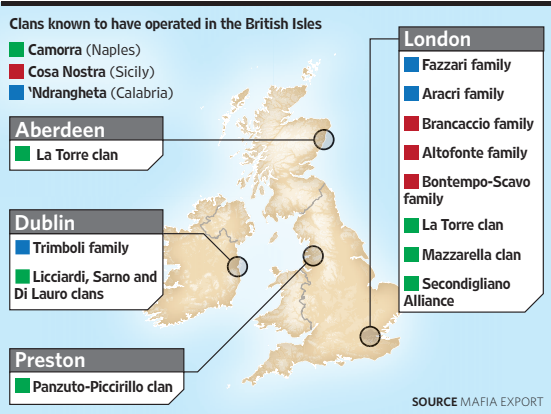 Clans known to have operated in the British Isles
Camorra (Naples)
Cosa Nostra (Sicily)
'Ndrangheta (Calabria)
Aberdeen
La Torre clan
Dublin
Trimboli family
Licciardi, Sarno and
Di Lauro clans
Preston
Panzuto-Piccirillo clan
London
Fazzari family
Aracri family
Brancaccio family
Altofonte family
Bontempo-Scavo
family
La Torre clan
Mazzarella clan
Secondigliano
Alliance
SOURCE MAFIA EXPORT